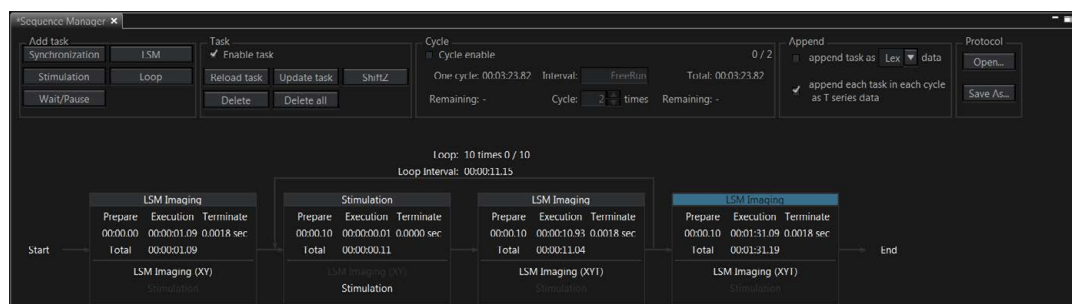 *Sequence Manager
Add task
Synchronization LSM
Stimulation Loop
Wait/Pause
Task
Enable task
Reload task Update task ShiftZ
Delete Delete all
Cycle
Cycle enable 0 / 2
One cycle: 00:03:23.82 Interval: FreeRun Total: 00:03:23.82
Remaining: - Cycle: 2 times Remaining: -
Append
append task as Lex data
append each task in each cycle
as T series data
Protocol
Open...
Save As...
Loop: 10 times 0 / 10
Loop Interval: 00:00:11.15
Start
LSM Imaging
Prepare Execution Terminate
00:00.00 00:00:01.09 0.0018 sec
Total 00:00:01.09
LSM Imaging (XY)
Stimulation
Stimulation
Prepare Execution Terminate
00:00.10 00:00:00.01 0.0000 sec
Total 00:00:00.11
LSM Imaging (XY)
Stimulation
LSM Imaging
Prepare Execution Terminate
00:00.10 00:00:10.93 0.0018 sec
Total 00:00:11.04
LSM Imaging (XYT)
Stimulation
LSM Imaging
Prepare Execution Terminate
00:00.10 00:01:31.09 0.0018 sec
Total 00:01:31.19
LSM Imaging (XYT)
Stimulation
End